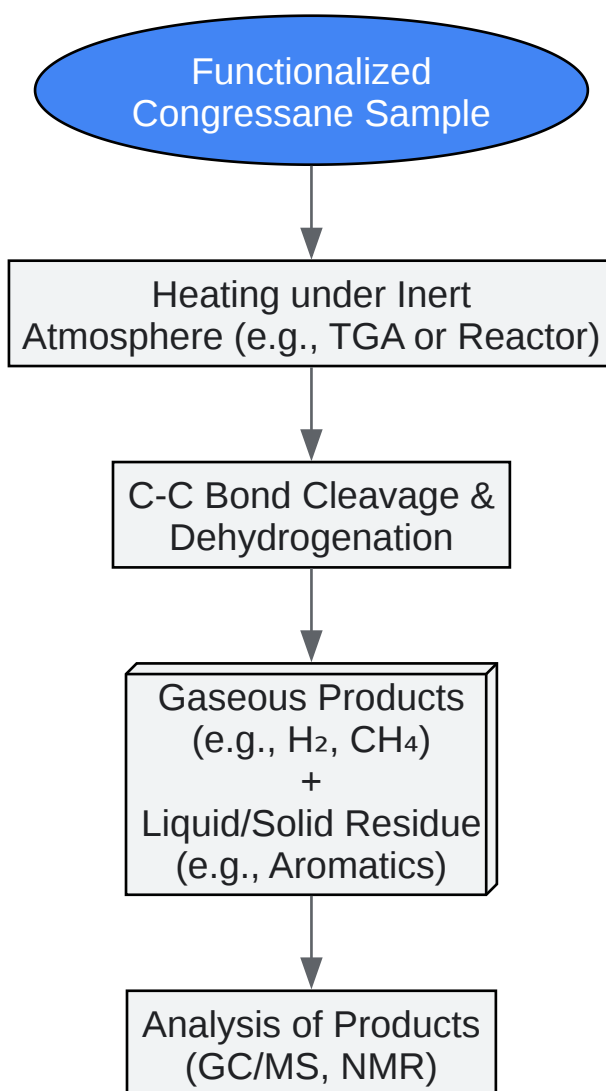 Functionalized
Congressane Sample
Heating under Inert
Atmosphere (e.g., TGA or Reactor)
C-C Bond Cleavage &
Dehydrogenation
Gaseous Products
(e.g., H₂, CH₄)
+
Liquid/Solid Residue
(e.g., Aromatics)
Analysis of Products
(GC/MS, NMR)